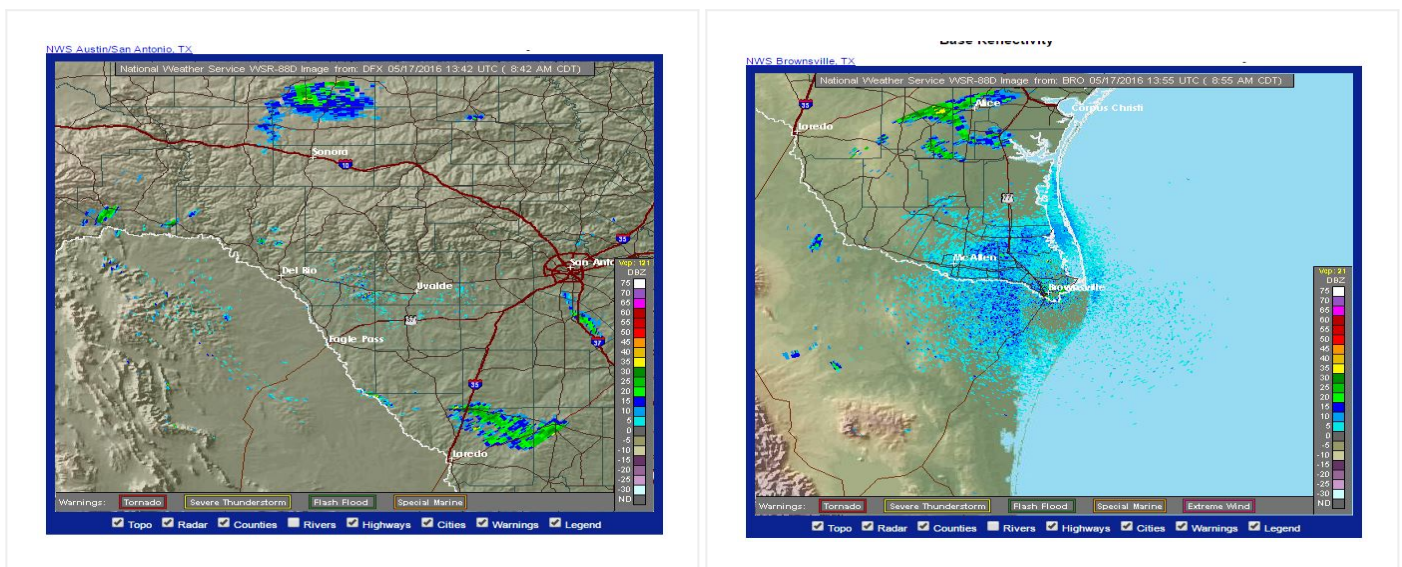 NWS Austin/San Antonio, TX
National Weather Service WSR-88D Image from: DFX 05/17/2016 13:42 UTC ( 8:42 AM CDT)
Sonora
10
35
San Anto
Del Rio
Uvalde
Eagle Pass
37
35
Laredo
Vcp: 121
DBZ
75
70
65
60
55
50
45
40
35
30
25
20
15
10
5
0
-5
-10
-15
-20
-25
-30
ND
Warnings: Tornado Severe Thunderstorm Flash Flood Special Marine
Topo Radar Counties Rivers Highways Cities Warnings Legend
Base Reflectivity
NWS Brownsville, TX
National Weather Service WSR-88D Image from: BRO 05/17/2016 13:55 UTC ( 8:55 AM CDT)
35
Alice
Corpus Christi
Laredo
77
McAllen
Brownsville
Vcp: 21
DBZ
75
70
65
60
55
50
45
40
35
30
25
20
15
10
5
0
-5
-10
-15
-20
-25
-30
ND
Warnings: Tornado Severe Thunderstorm Flash Flood Special Marine Extreme Wind
Topo Radar Counties Rivers Highways Cities Warnings Legend